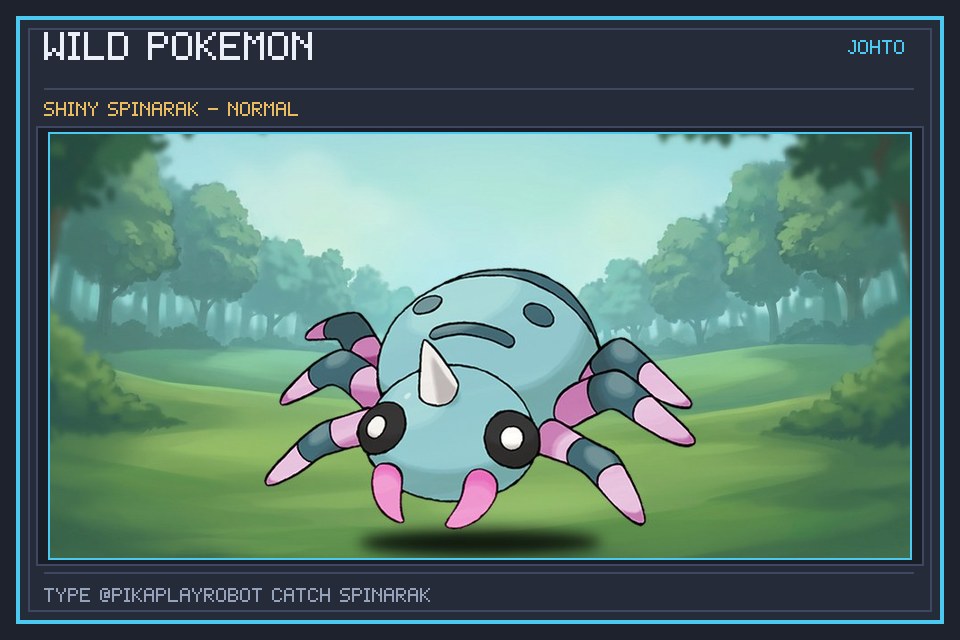 WILD POKEMON
JOHTO
SHINY SPINARAK - NORMAL
TYPE @PIKAPLAYROBOT CATCH SPINARAK